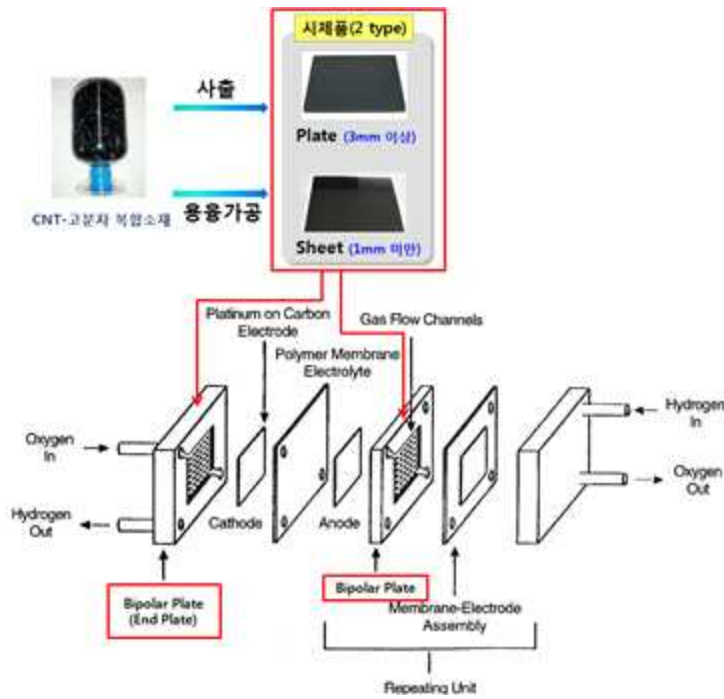 시제품(2 type)
사출
Plate (3mm 이상)
용융가공
CNT-고분자 복합소재
Sheet (1mm 미만)
Platinum on Carbon
Electrode
Gas Flow Channels
Polymer Membrane
Electrolyte
Oxygen
In
Hydrogen
In
Hydrogen
Out
Oxygen
Out
Cathode
Anode
Bipolar Plate
(End Plate)
Bipolar Plate
Membrane-Electrode
Assembly
Repeating Unit